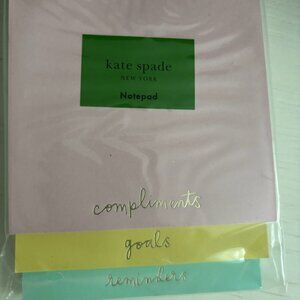 kate spade
NEW YORK
Notepad
compliments
goals
reminders